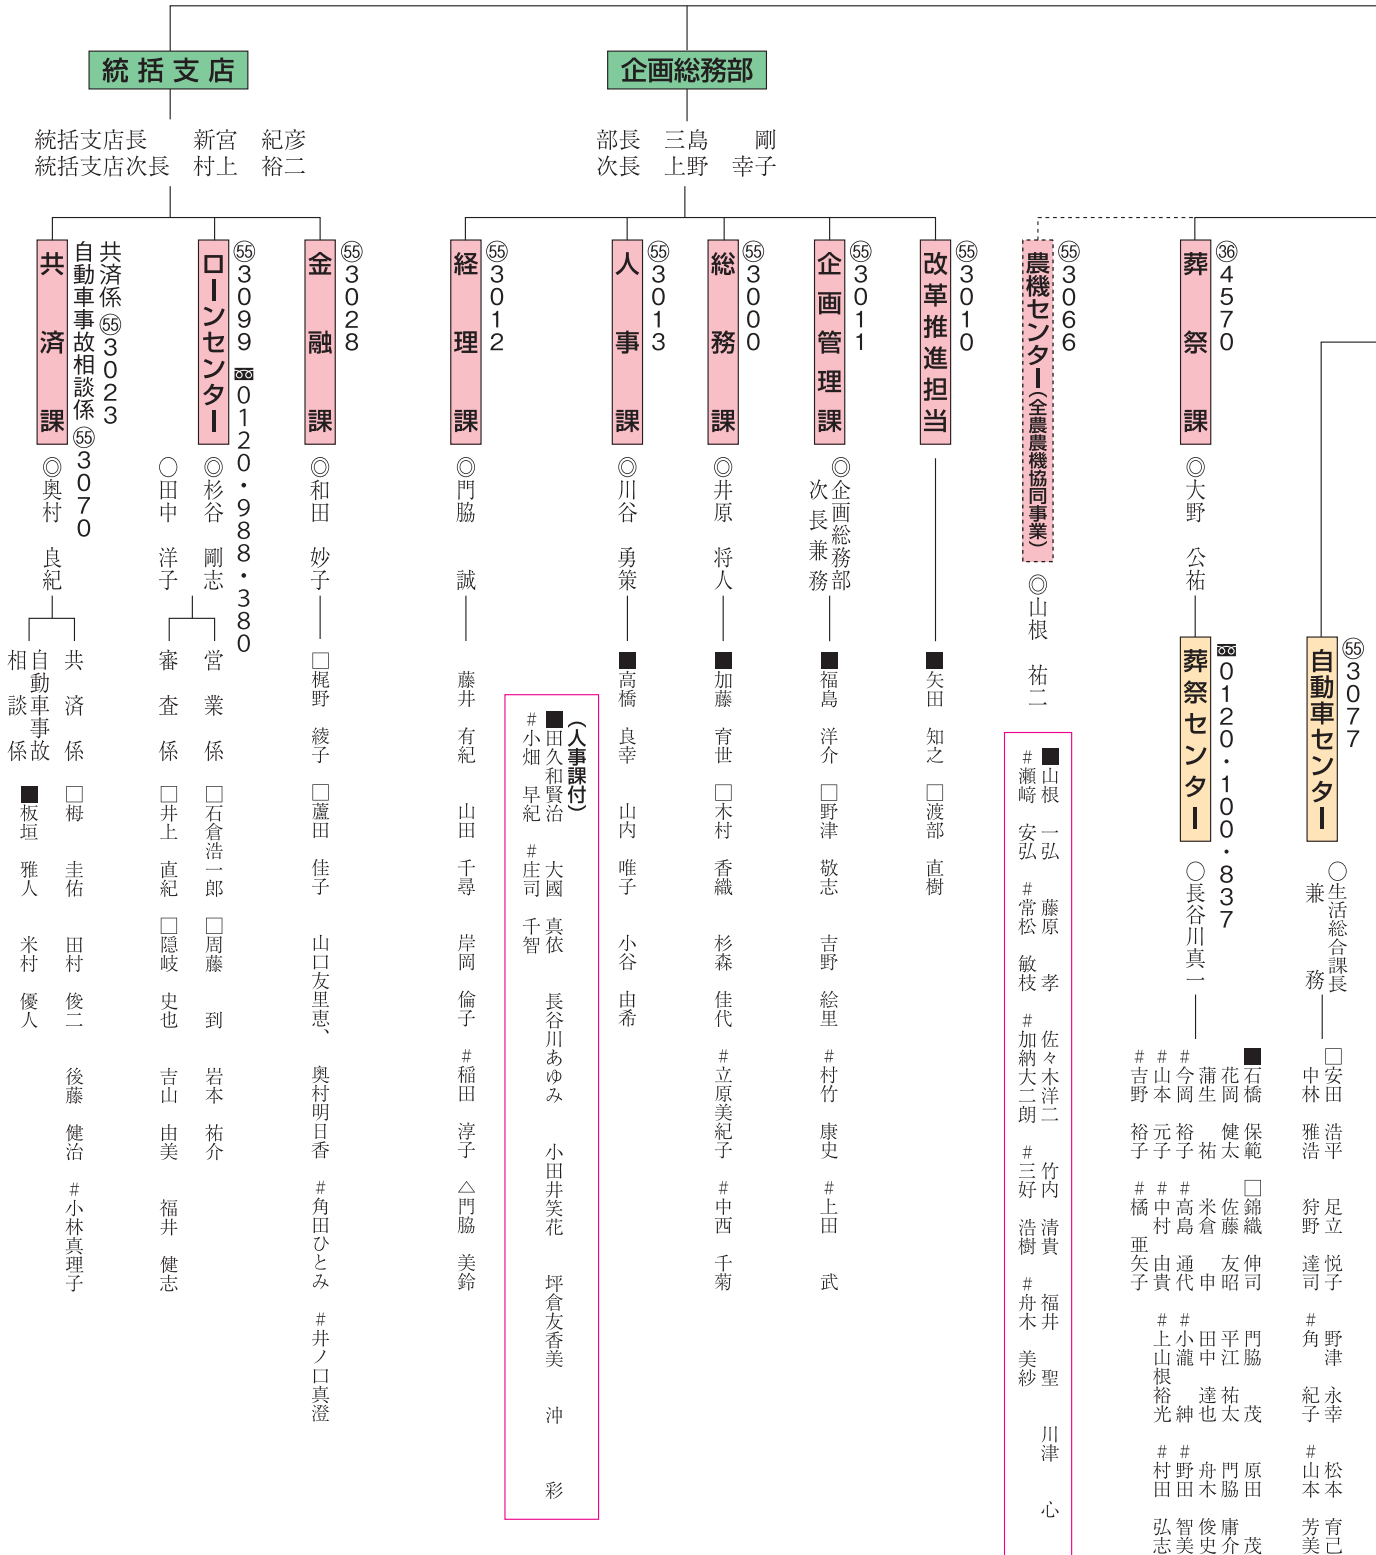 ㊱4570
葬祭課
◎大野 公祐
0120・100・837
葬祭センター
○長谷川真一
■石橋 保範 □錦織 伸司 門脇 茂 原田 茂
花岡 健太 佐藤 友昭 平江 祐太 門脇 庸介
蒲生 祐 米倉 申 田中 達也 舟木 俊史
#今岡 裕子 #高島 通代 #小瀧 紳 #野田 智美
#山本 元子 #中村 由貴 #上山根裕光 #村田 弘志
#吉野 裕子 #橘 亜矢子
㊺3077
自動車センター
○生活総合課長
兼務
□安田 浩平 足立 悦子 野津 永幸 松本 育己
中林 雅浩 狩野 達司 #角 紀子 #山本 芳美
㊺3066
農機センター(全農農機協同事業)
◎山根 祐二
■山根 一弘 藤原 孝 佐々木洋二 竹内 清貴 福井 聖 川津 心
#瀬﨑 安弘 #常松 敏枝 #加納大二朗 #三好 浩樹 #舟木 美紗
企画総務部
部長 三島 剛
次長 上野 幸子
㊺3010
改革推進担当
■矢田 知之 □渡部 直樹
㊺3011
企画管理課
◎企画総務部
次長兼務
■福島 洋介 □野津 敬志 吉野 絵里 #村竹 康史 #上田 武
㊺3000
総務課
◎井原 将人
■加藤 育世 □木村 香織 杉森 佳代 #立原美紀子 #中西 千菊
㊺3013
人事課
◎川谷 勇策
■高橋 良幸 山内 唯子 小谷 由希
(人事課付)
■田久和賢治 大國 真依 長谷川あゆみ 小田井笑花 坪倉友香美 沖 彩
#小畑 早紀 #庄司 千智
㊺3012
経理課
◎門脇 誠
藤井 有紀 山田 千尋 岸岡 倫子 #稲田 淳子 △門脇 美鈴
統括支店
統括支店長 新宮 紀彦
統括支店次長 村上 裕二
㊺3028
金融課
◎和田 妙子
□梶野 綾子 □蘆田 佳子 山口友里恵、 奥村明日香 #角田ひとみ #井ノ口真澄
㊺3099 0120・988・380
ローンセンター
◎杉谷 剛志
○田中 洋子
営業係 □石倉浩一郎 □周藤 到 岩本 祐介
審査係 □井上 直紀 □隠岐 史也 吉山 由美 福井 健志
共済係㊺3023
自動車事故相談係㊺3070
共済課
◎奥村 良紀
共済係 □栂 圭佑 田村 俊二 後藤 健治 #小林真理子
自動車事故
相談係 ■板垣 雅人 米村 優人